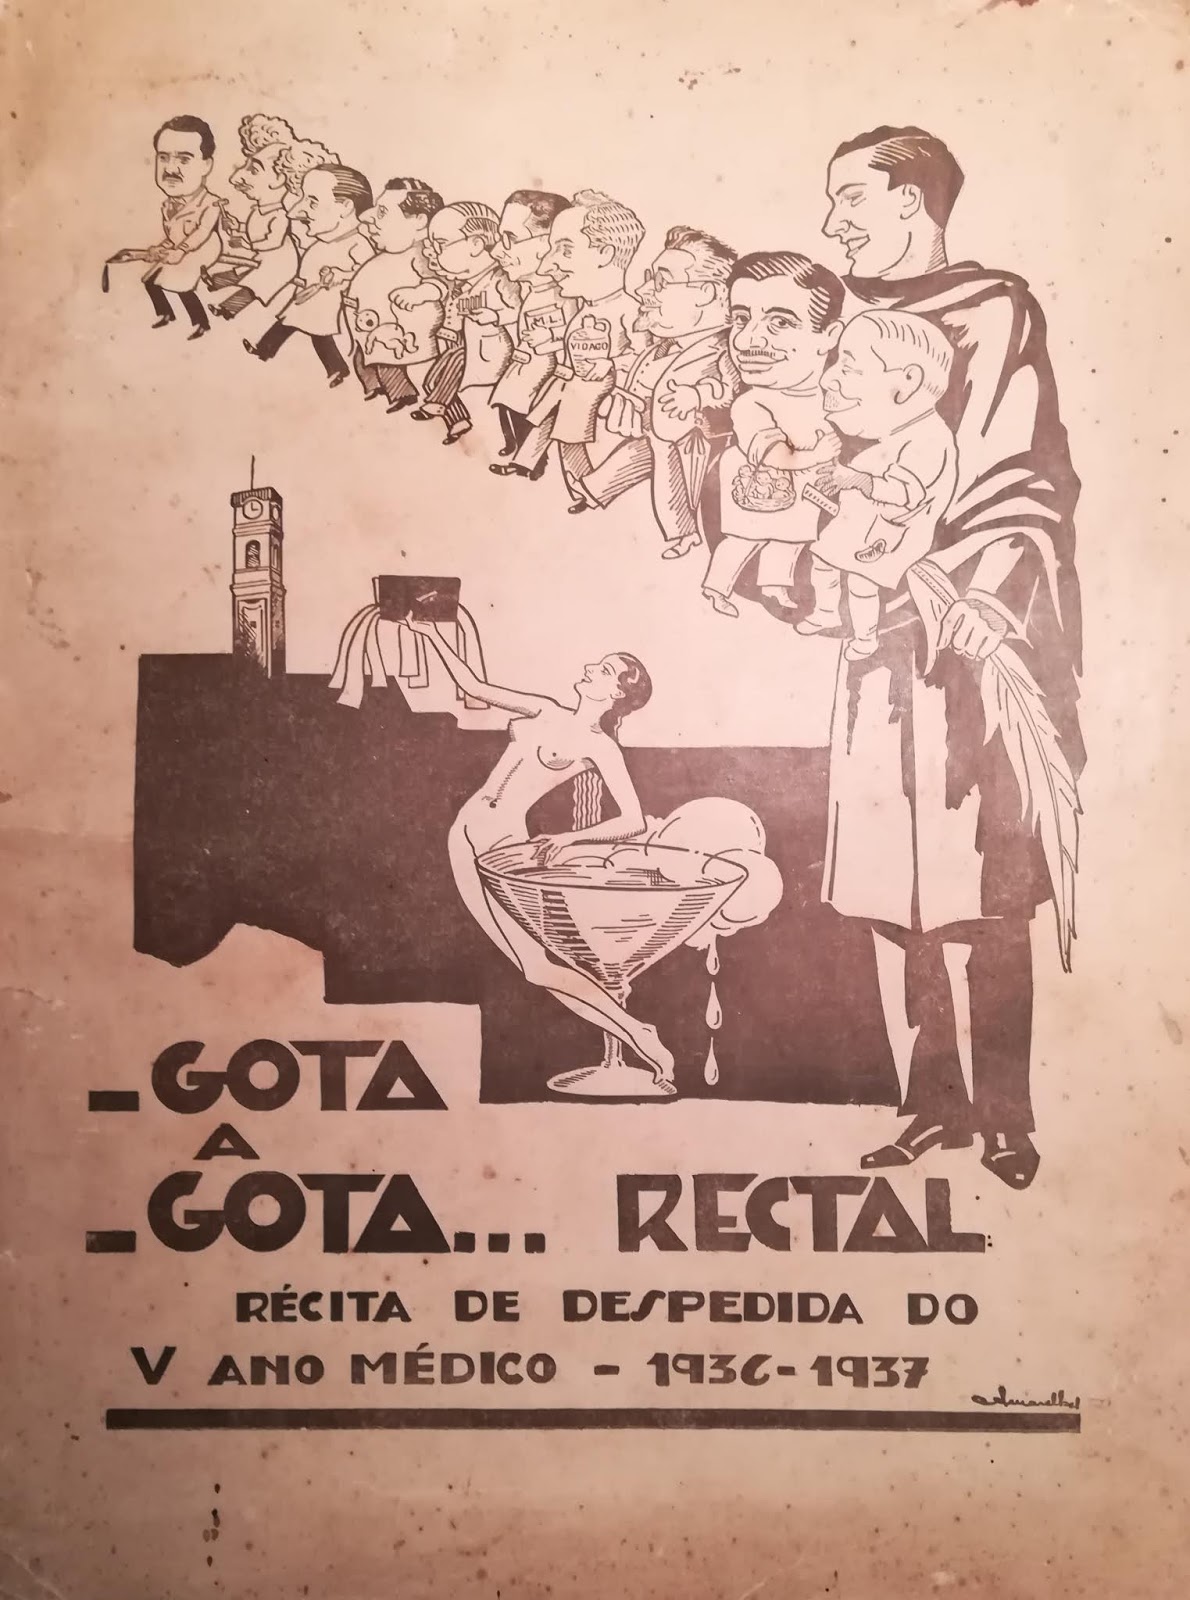 VIDAGO
- GOTA
A
- GOTA... RECTAL.
RÉCITA DE DESPEDIDA DO
V ANO MÉDICO - 1936-1937